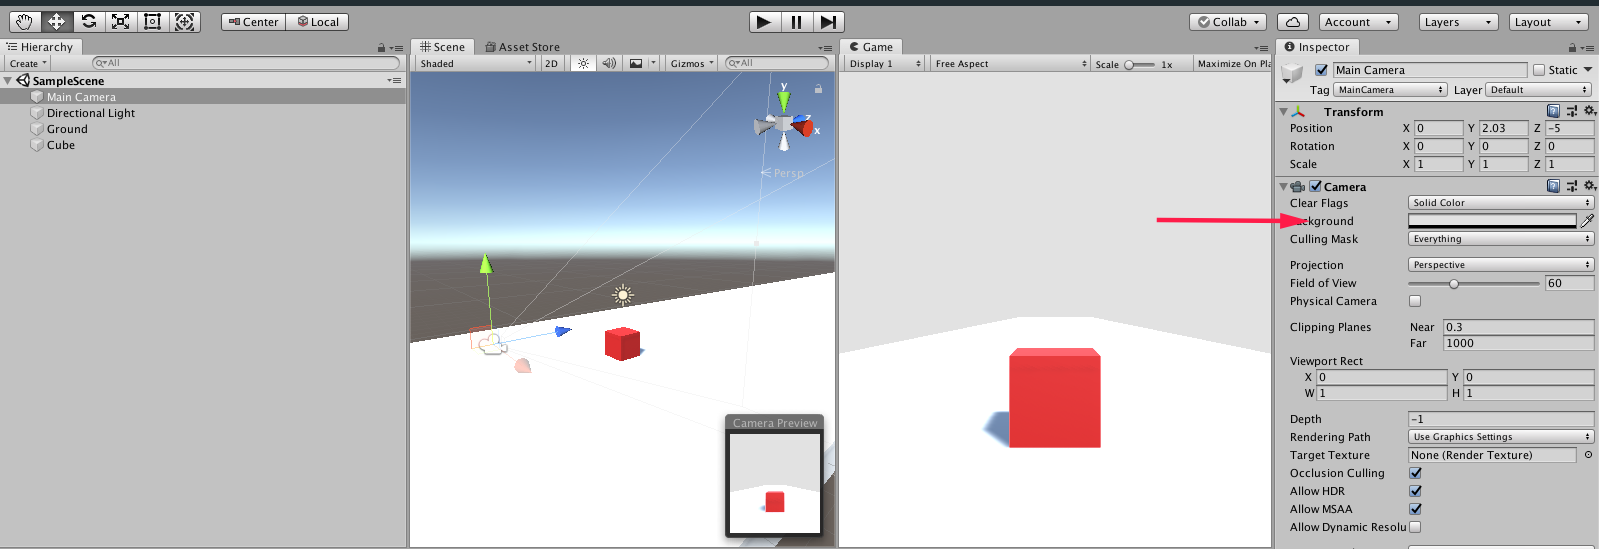 Center Local
Collab Account Layers Layout
Hierarchy
Create All
SampleScene
Main Camera
Directional Light
Ground
Cube
Scene Asset Store
Shaded 2D Gizmos All
y
z
x
Persp
Camera Preview
Game
Display 1 Free Aspect Scale 1x Maximize On Pla
Inspector
Main Camera Static
Tag MainCamera Layer Default
Transform
Position X 0 Y 2.03 Z -5
Rotation X 0 Y 0 Z 0
Scale X 1 Y 1 Z 1
Camera
Clear Flags Solid Color
ckground
Culling Mask Everything
Projection Perspective
Field of View 60
Physical Camera
Clipping Planes Near 0.3
Far 1000
Viewport Rect
X 0 Y 0
W 1 H 1
Depth -1
Rendering Path Use Graphics Settings
Target Texture None (Render Texture)
Occlusion Culling
Allow HDR
Allow MSAA
Allow Dynamic Resolu